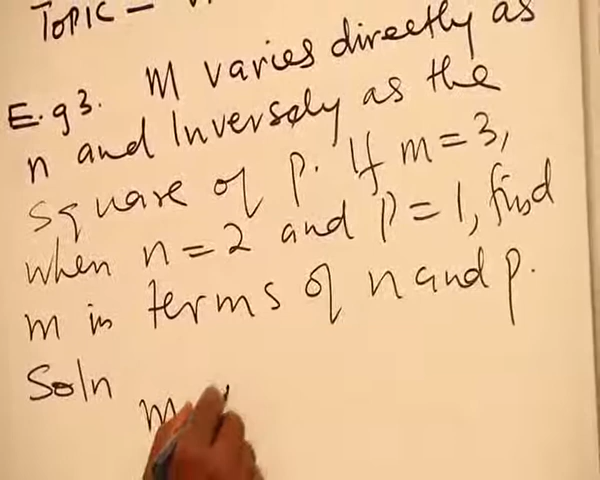 TOPIC –
E.g 3. M varies directly as
n and Inversely as the
square of p. If m = 3,
when n = 2 and p = 1, find
m in terms of n and p.
Soln
m